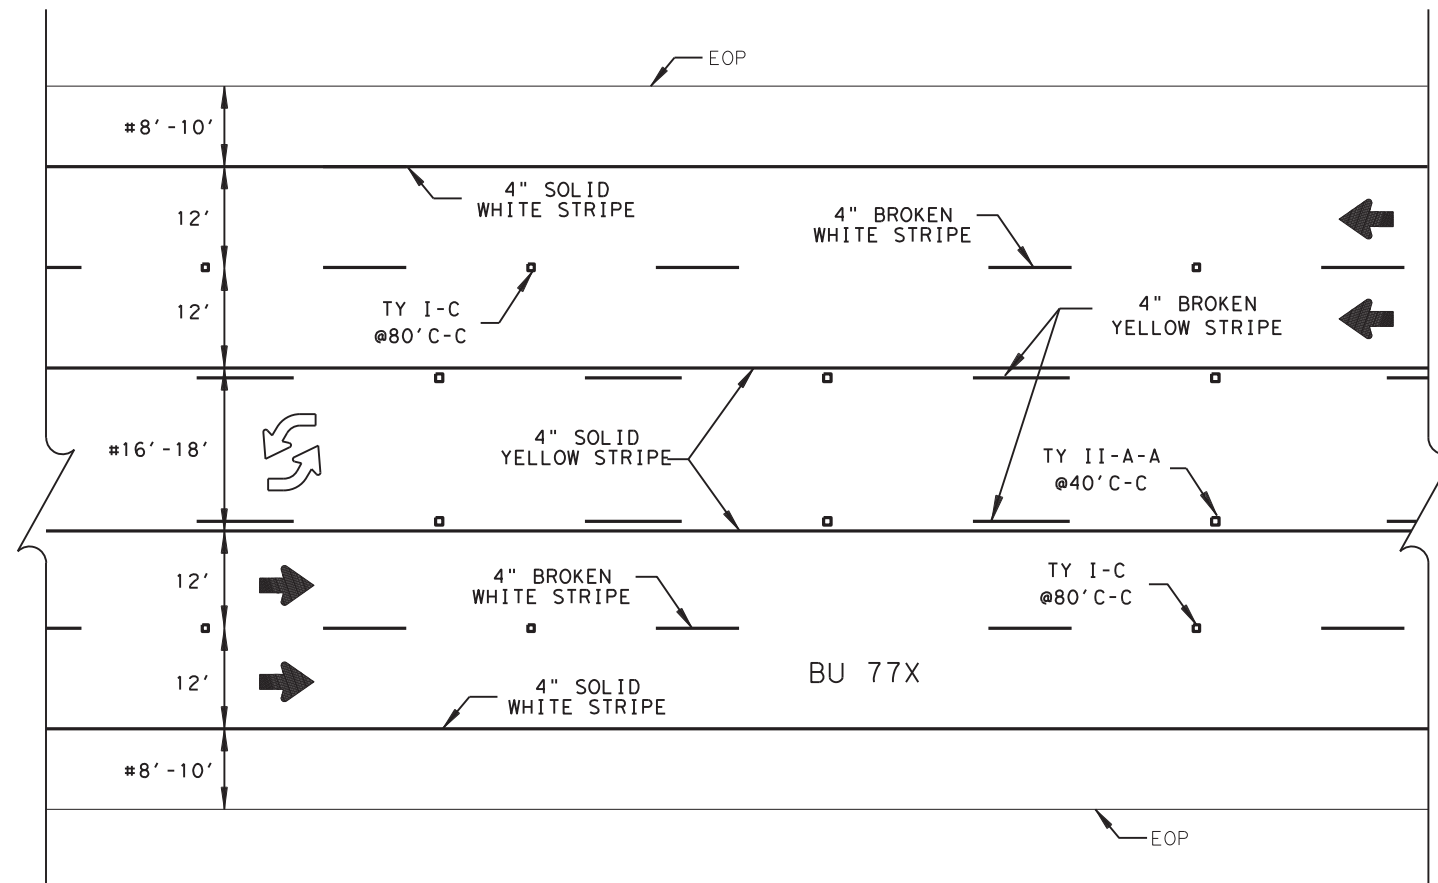 EOP
#8'-10'
4" SOLID
WHITE STRIPE
12'
4" BROKEN
WHITE STRIPE
12'
TY I-C
@80'C-C
4" BROKEN
YELLOW STRIPE
#16'-18'
4" SOLID
YELLOW STRIPE
TY II-A-A
@40'C-C
12'
4" BROKEN
WHITE STRIPE
TY I-C
@80'C-C
12'
4" SOLID
WHITE STRIPE
BU 77X
#8'-10'
EOP